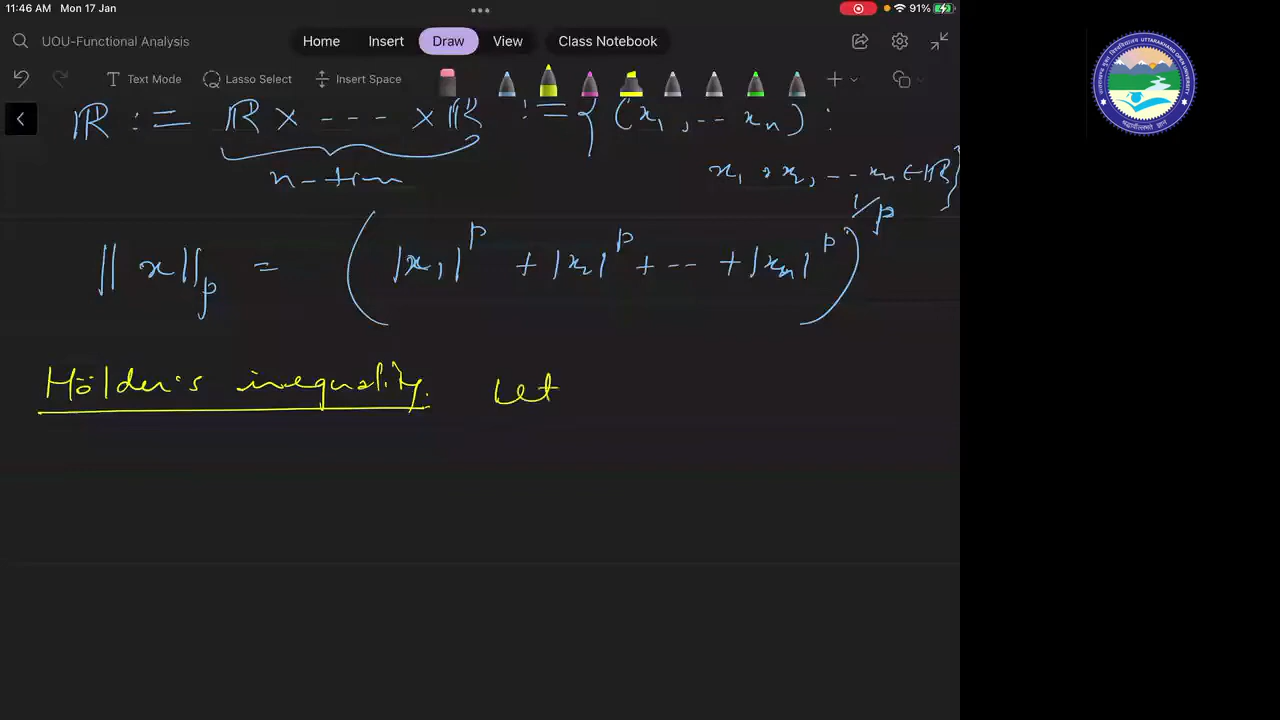 11:46 AM Mon 17 Jan
91%
UOU-Functional Analysis
Home Insert Draw View Class Notebook
Text Mode Lasso Select Insert Space
ℝ := ℝ × --- × ℝ := { (x₁, -- xₙ) :
n-tim
x₁, x₂, -- xₙ ∈ ℝ}
‖x‖ₚ = (|x₁|ᵖ + |x₂|ᵖ + -- + |xₙ|ᵖ)^{1/p}
Hölder's inequality. Let